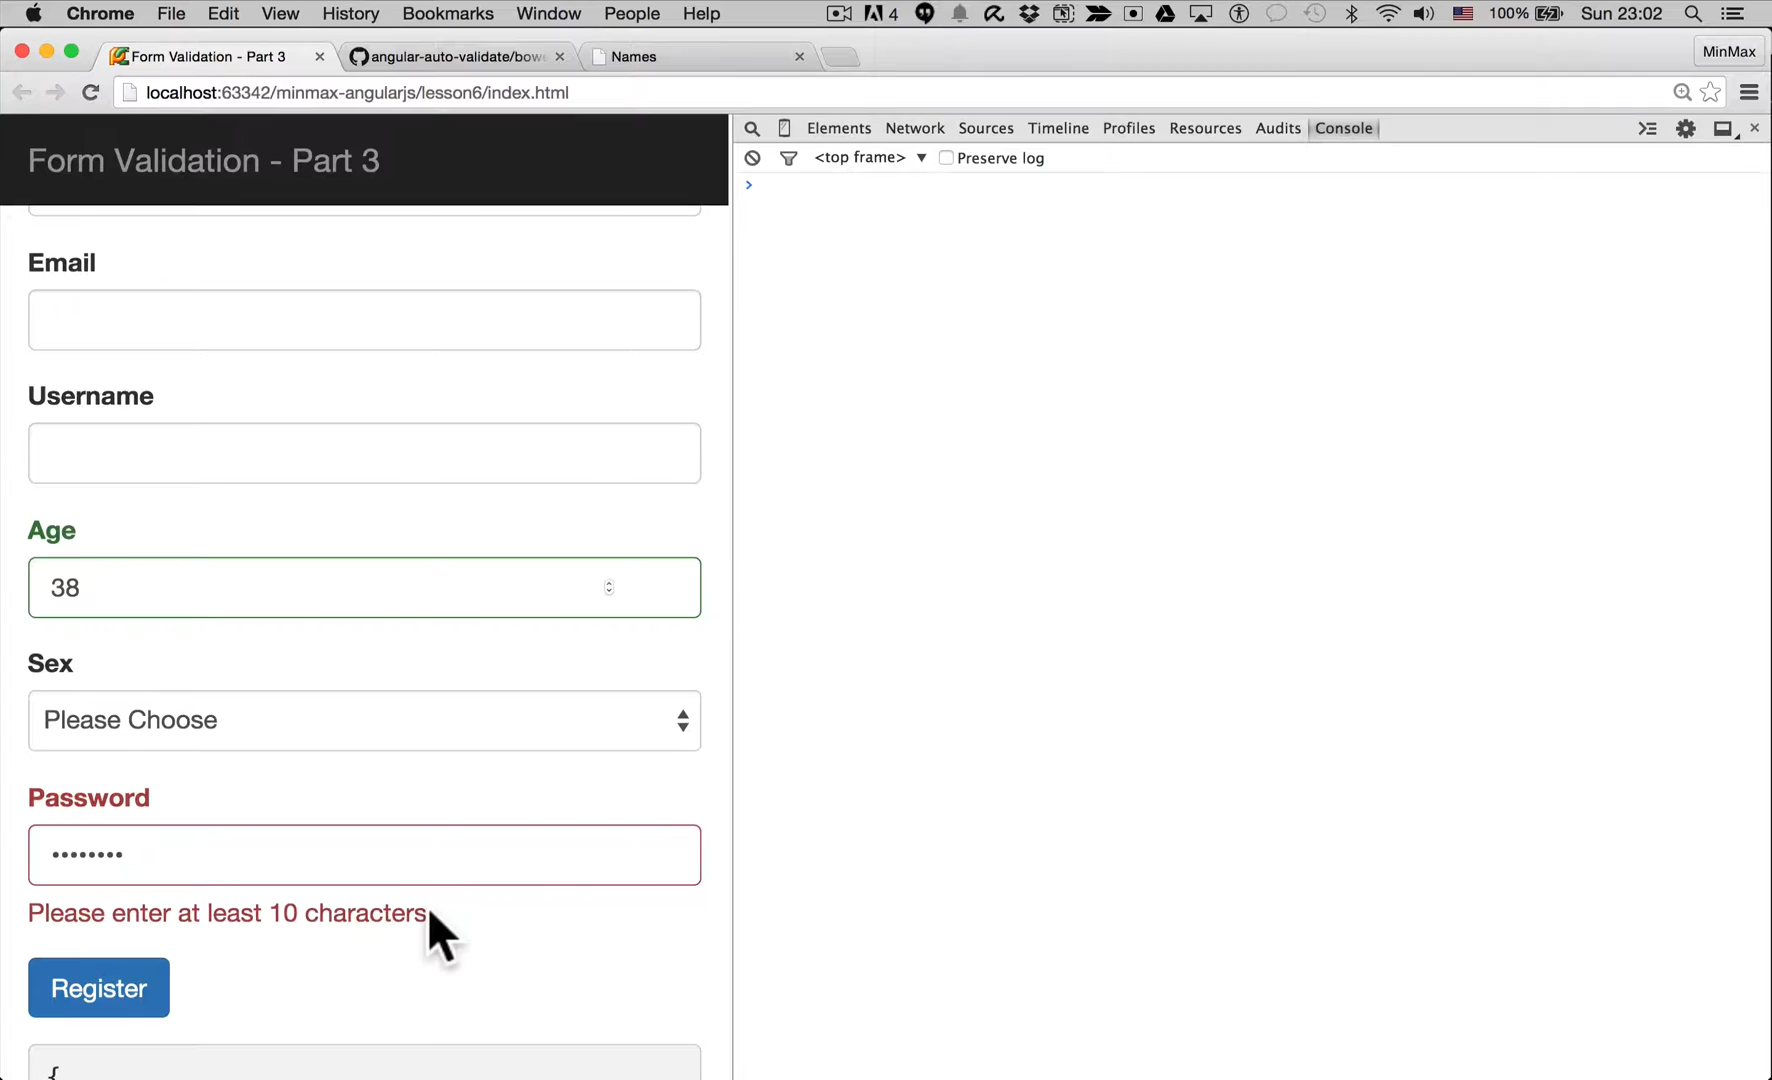 Chrome File Edit View History Bookmarks Window People Help 4 100% Sun 23:02
Form Validation - Part 3 angular-auto-validate/bowe Names MinMax
localhost:63342/minmax-angularjs/lesson6/index.html
Elements Network Sources Timeline Profiles Resources Audits Console
<top frame> ▼ Preserve log
>
Form Validation - Part 3
Email
Username
Age
38
Sex
Please Choose
Password
••••••••
Please enter at least 10 characters
Register
{